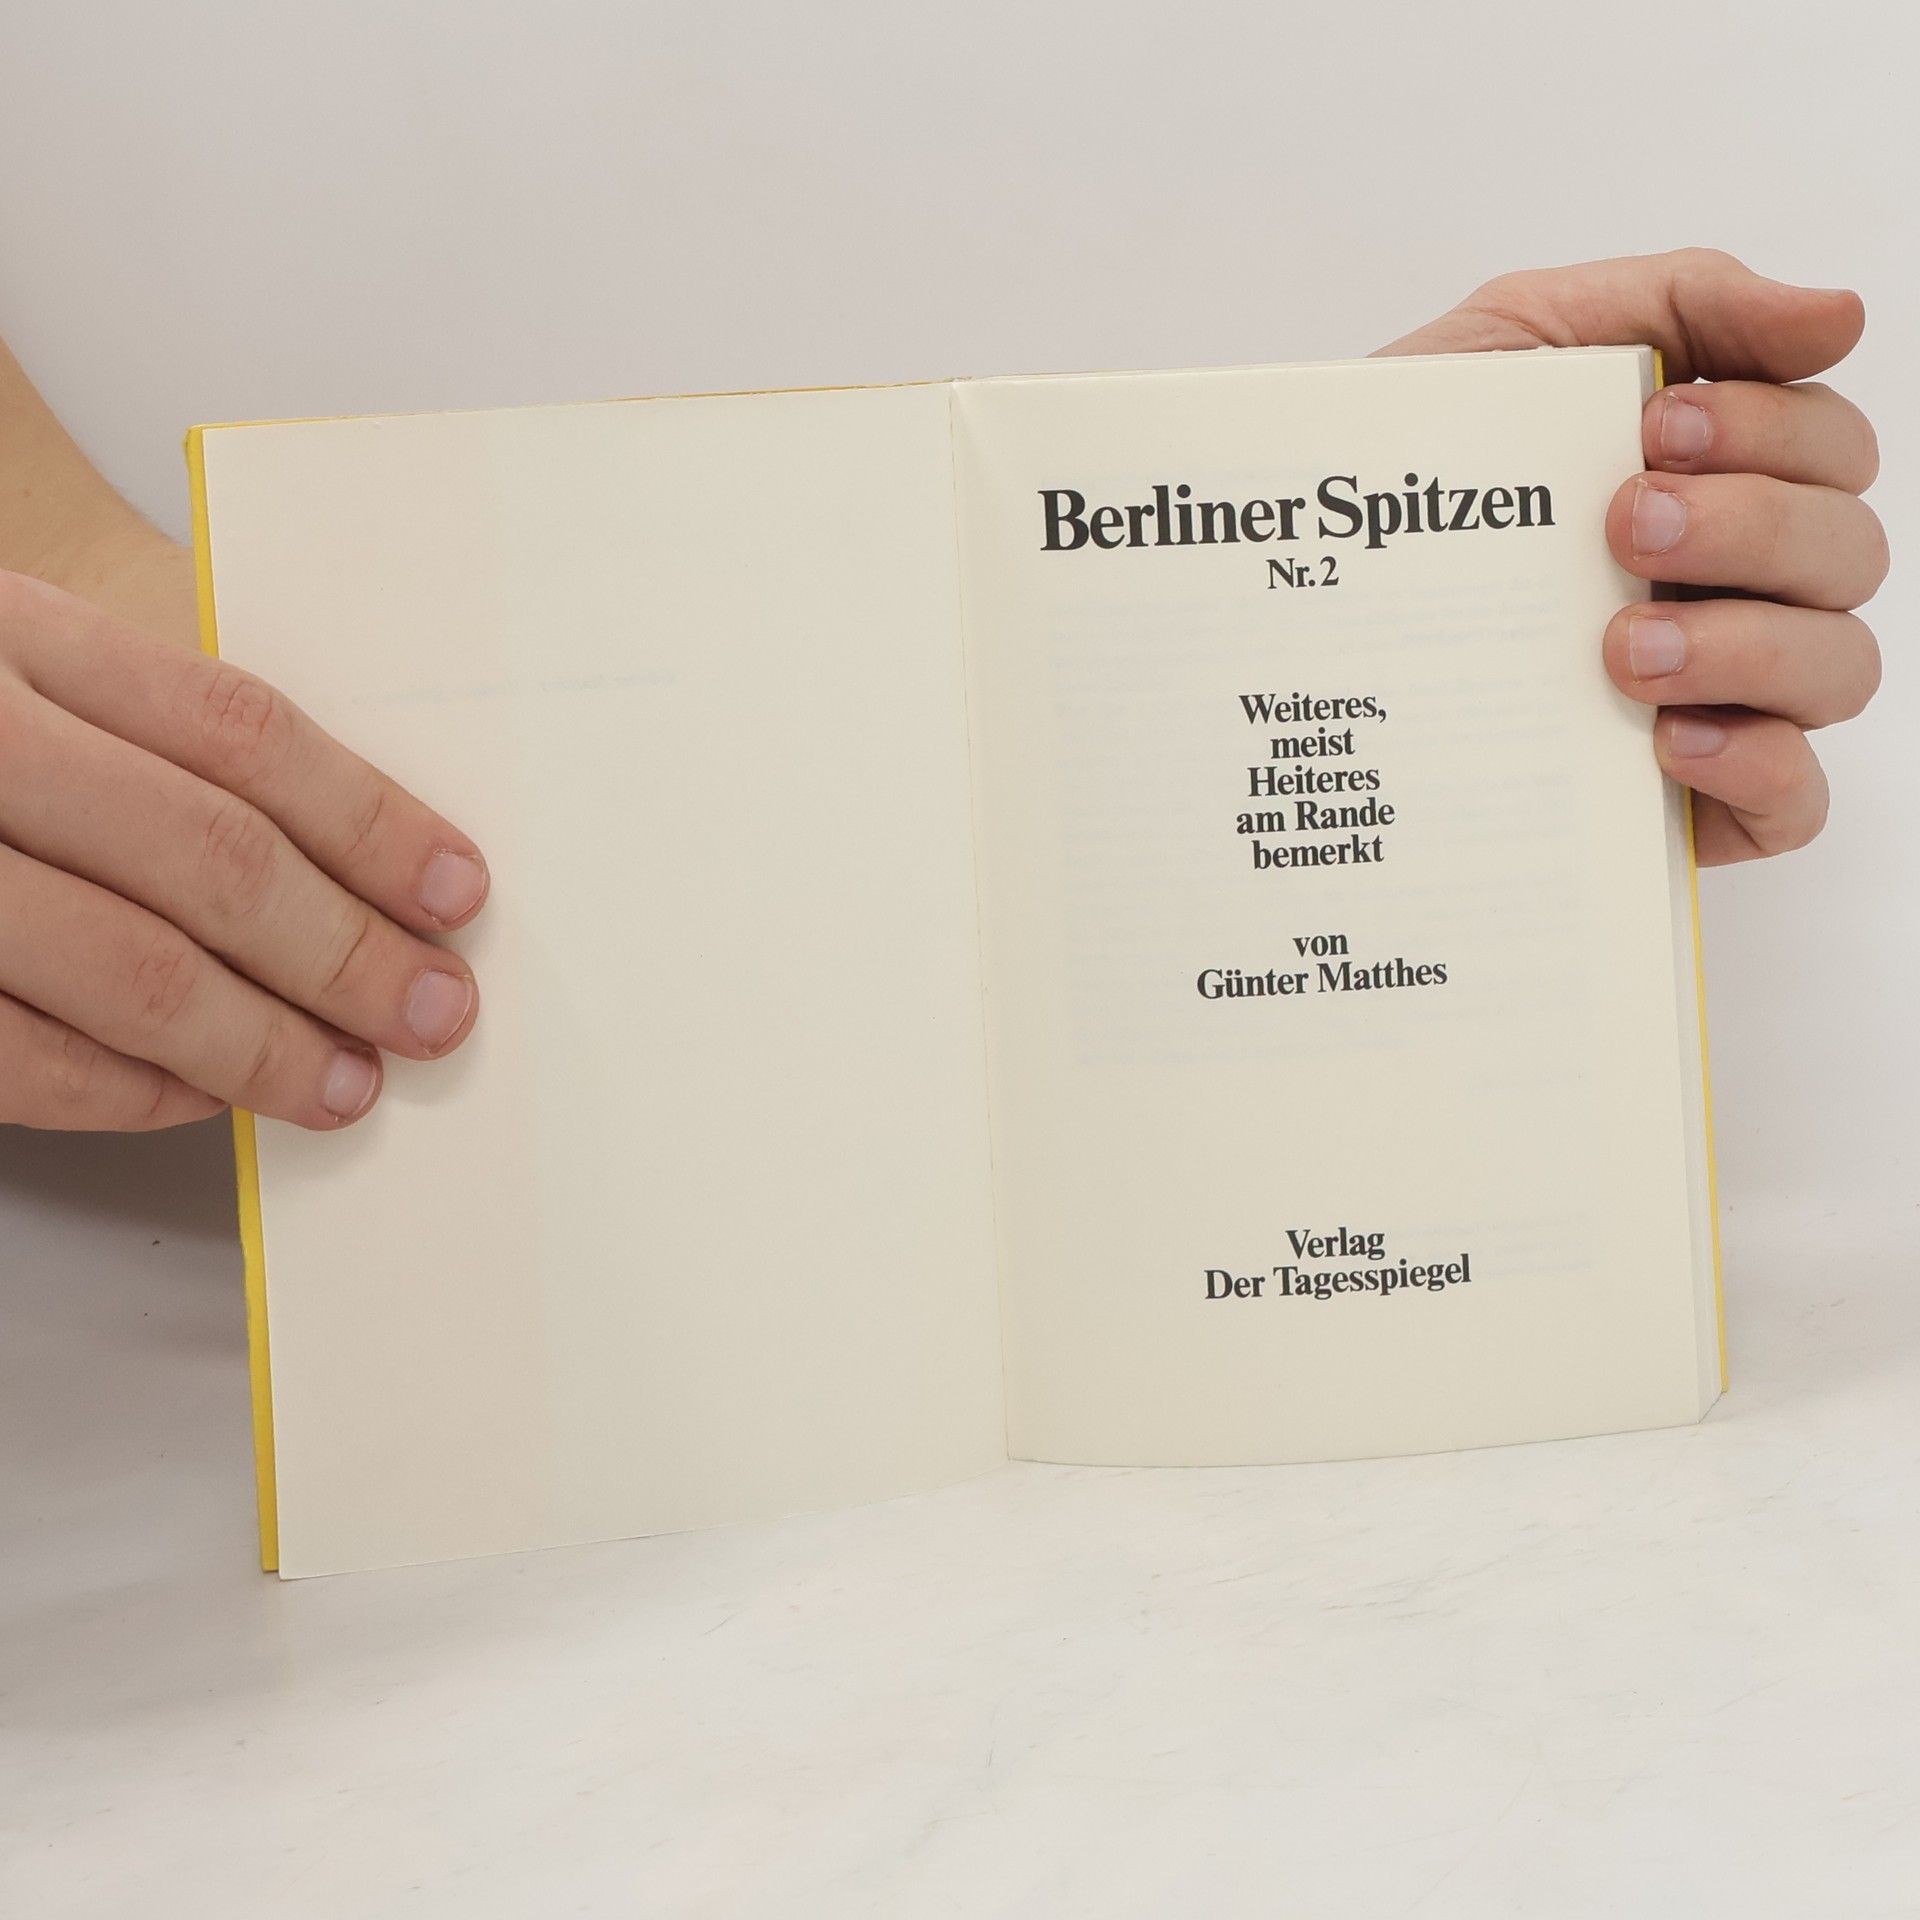 Berliner Spitzen
Nr. 2
Weiteres,
meist
Heiteres
am Rande
bemerkt
von
Günter Matthes
Verlag
Der Tagesspiegel